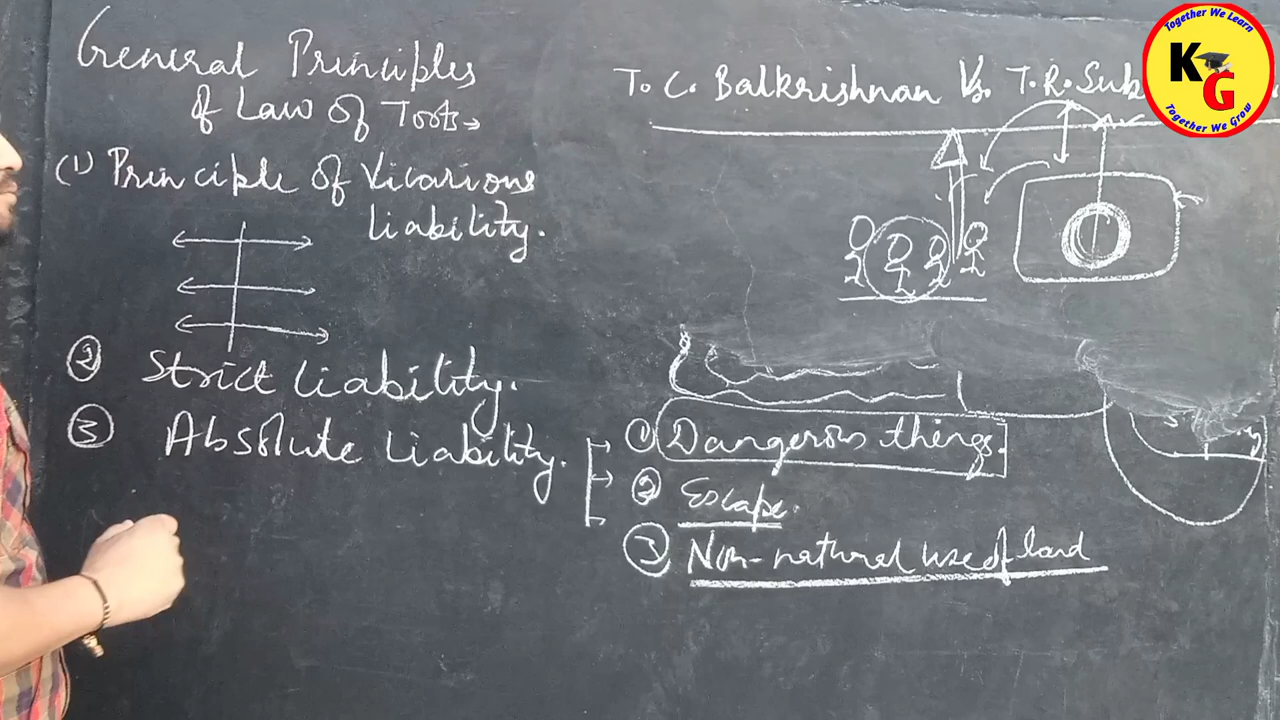 General Principles
of Law of Torts →
(1) Principle of Vicarious
liability.
② Strict Liability.
③ Absolute Liability.
T. C. Balkrishnan Vs. T. R. Sub
① Dangerous things.
② Escape.
③ Non-natural use of land
Together We Learn
KG
Together We Grow